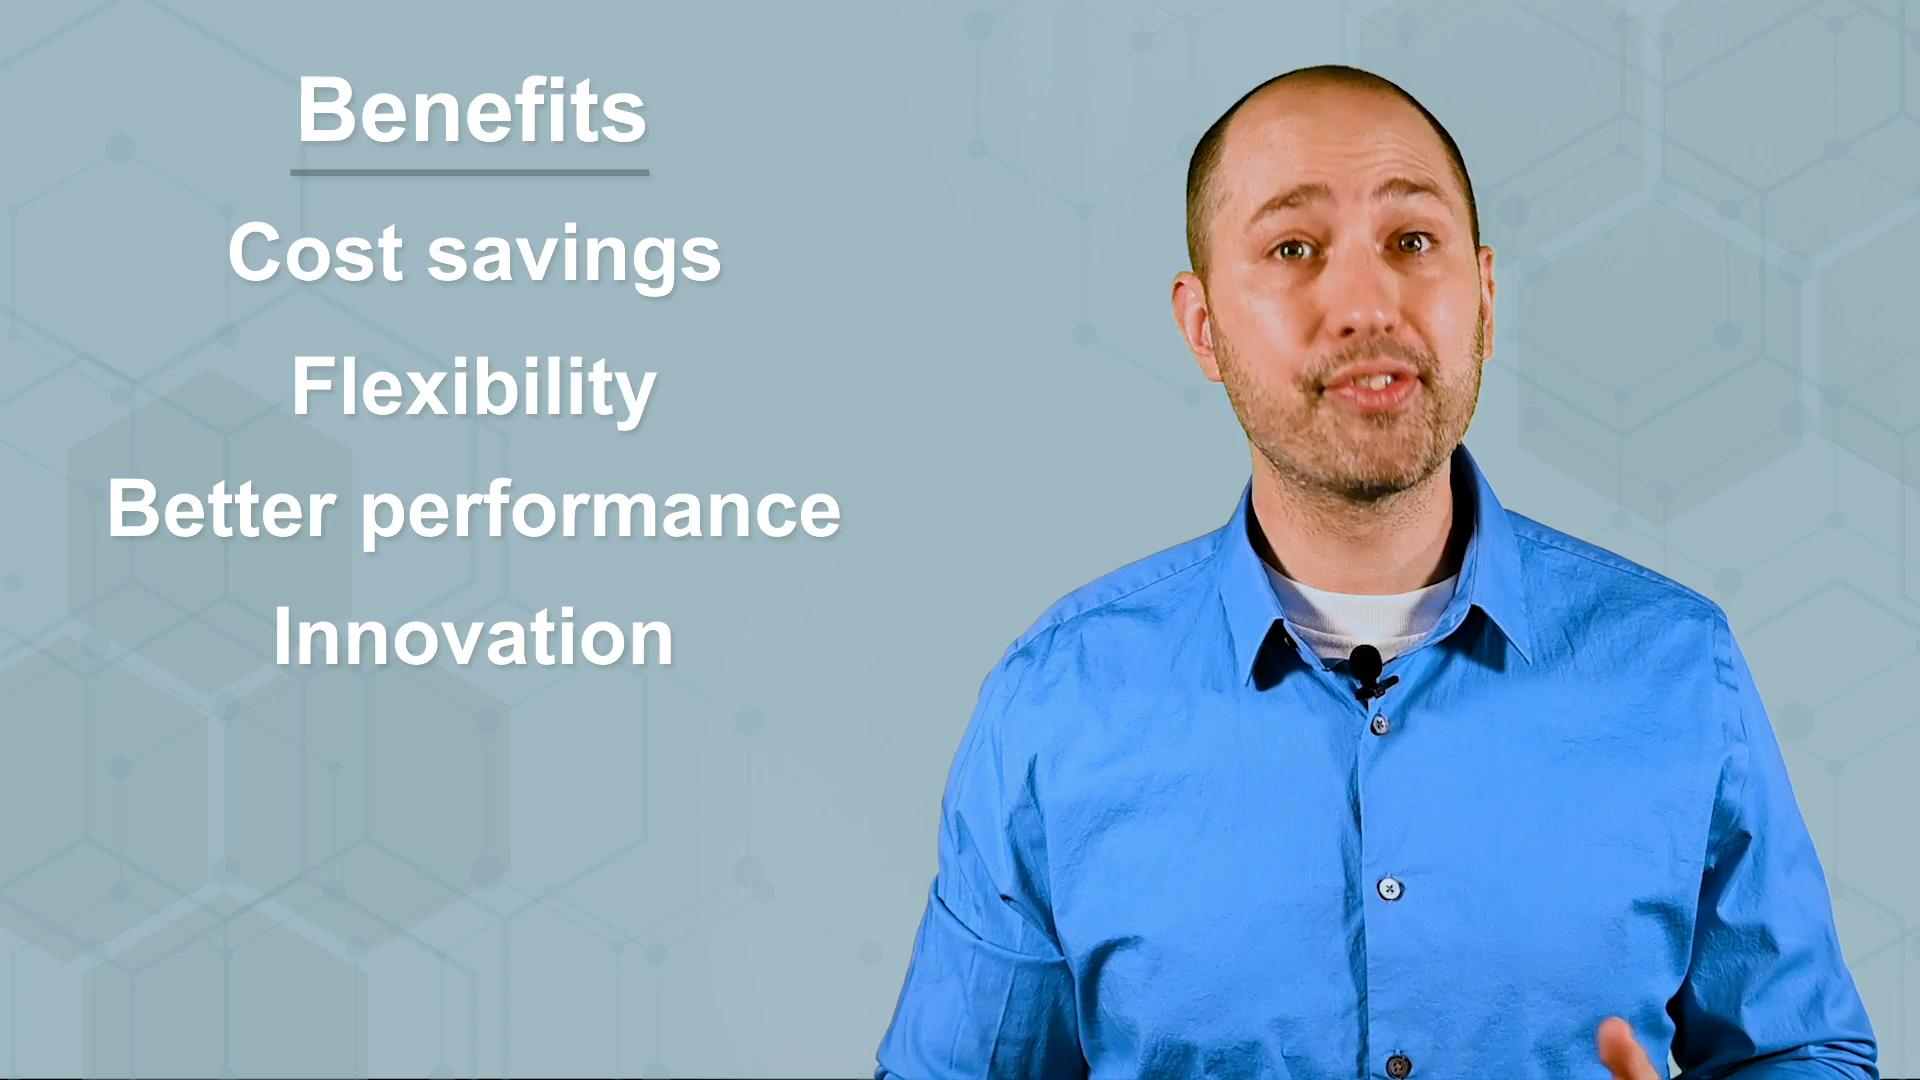 Benefits
Cost savings
Flexibility
Better performance
Innovation